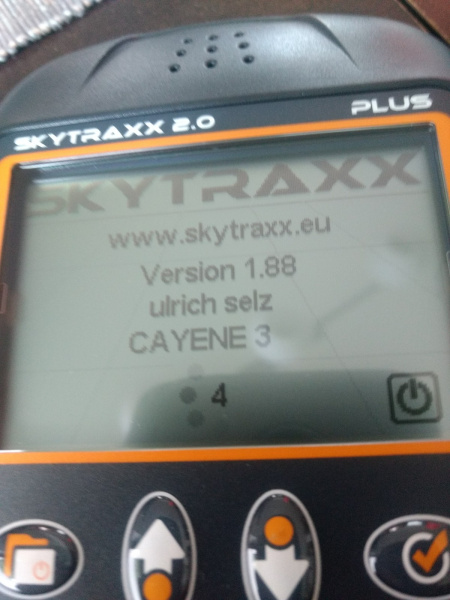 PLUS
SKYTRAXX 2.0
SKYTRAXX
www.skytraxx.eu
Version 1.88
ulrich selz
CAYENE 3
4